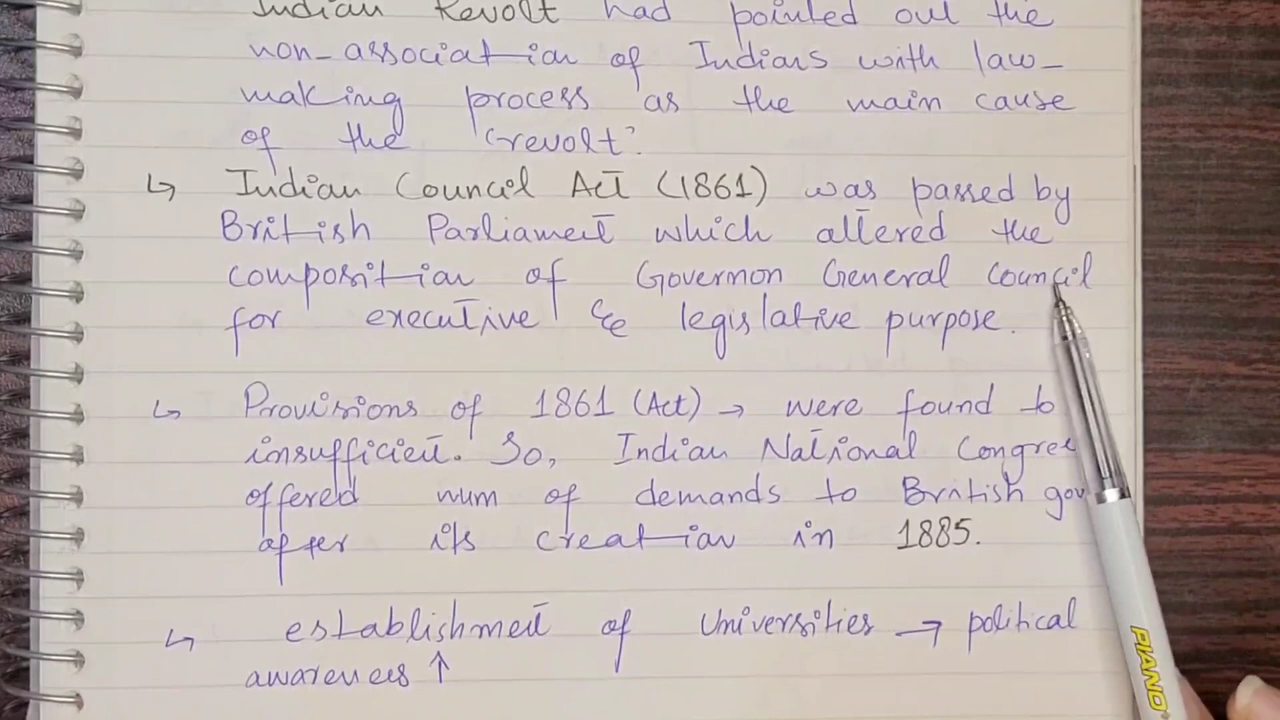 Indian Revolt had pointed out the
non-association of Indians with law-
making process as the main cause
of the revolt.
↳ Indian Council Act (1861) was passed by
British Parliament which altered the
composition of Governor General Council
for executive & legislative purpose.
↳ Provisions of 1861 (Act) → were found to
insufficient. So, Indian National Congres
offered num of demands to British gov
after its creation in 1885.
↳ establishment of Universities → political
awarenes ↑
PIANO